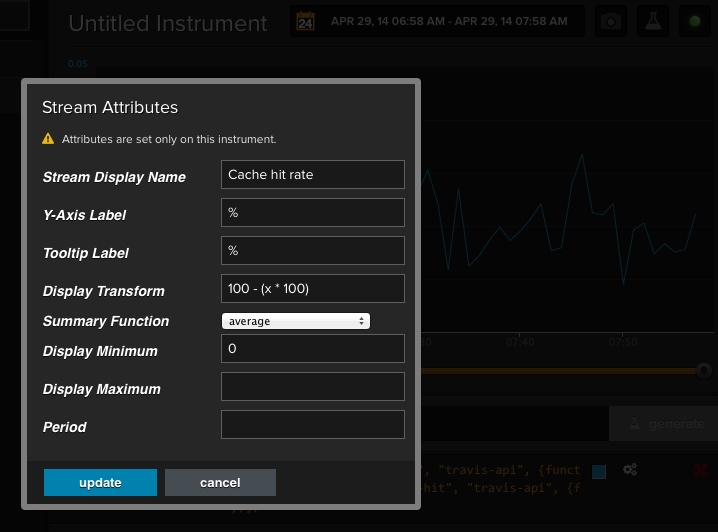 Untitled Instrument
24
APR 29, 14 06:58 AM - APR 29, 14 07:58 AM
0.05
Stream Attributes
Attributes are set only on this instrument.
Stream Display Name
Cache hit rate
Y-Axis Label
%
Tooltip Label
%
Display Transform
100 - (x * 100)
Summary Function
average
Display Minimum
0
Display Maximum
Period
update
cancel
07:40
07:50
generate
", "travis-api", {funct
hit", "travis-api", {f